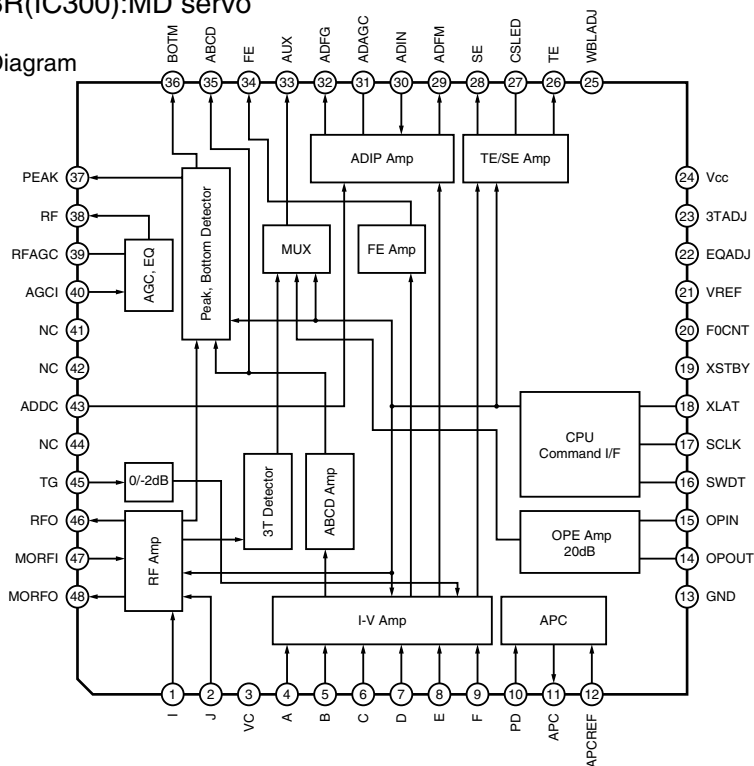 BR(IC300):MD servo
Diagram
BOTM ABCD FE AUX ADFG ADAGC ADIN ADFM SE CSLED TE WBLADJ
36 35 34 33 32 31 30 29 28 27 26 25
ADIP Amp
TE/SE Amp
PEAK 37
24 Vcc
RF 38
23 3TADJ
RFAGC 39
22 EQADJ
AGCI 40
21 VREF
NC 41
20 F0CNT
NC 42
19 XSTBY
ADDC 43
18 XLAT
NC 44
17 SCLK
TG 45
16 SWDT
RFO 46
15 OPIN
MORFI 47
14 OPOUT
MORFO 48
13 GND
AGC, EQ
Peak, Bottom Detector
MUX
FE Amp
CPU
Command I/F
0/-2dB
3T Detector
ABCD Amp
OPE Amp
20dB
RF Amp
I-V Amp
APC
1 2 3 4 5 6 7 8 9 10 11 12
I J VC A B C D E F PD APC APCREF